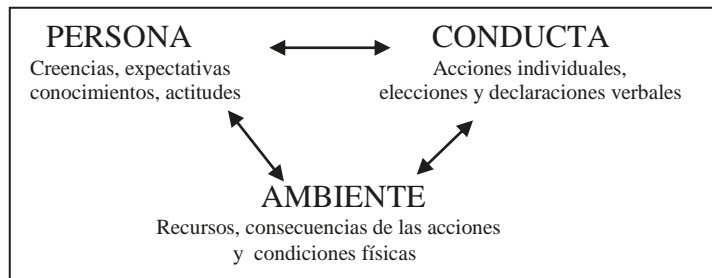 PERSONA
Creencias, expectativas
conocimientos, actitudes
CONDUCTA
Acciones individuales,
elecciones y declaraciones verbales
AMBIENTE
Recursos, consecuencias de las acciones
y condiciones físicas